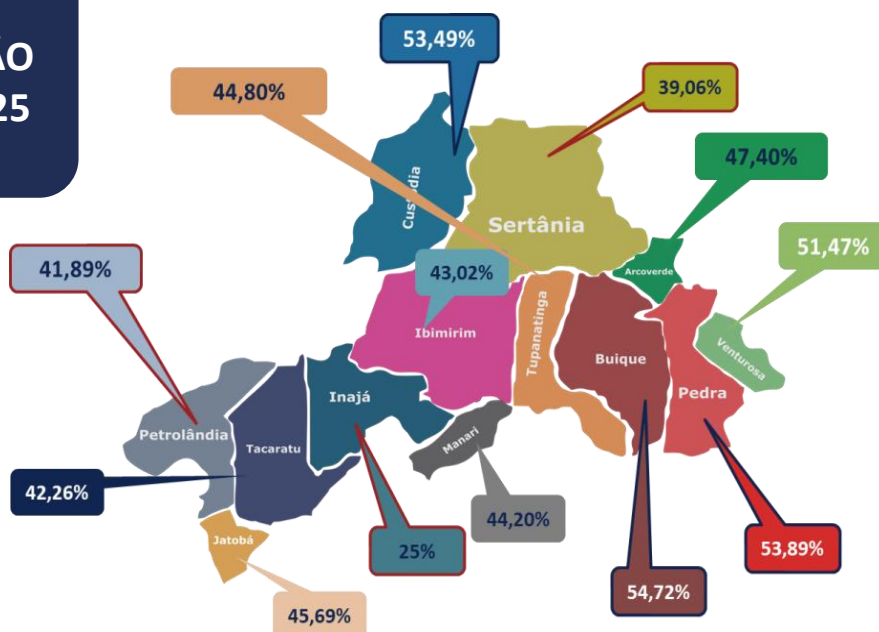 ÃO
25
53,49%
44,80%
39,06%
47,40%
Custódia
Sertânia
51,47%
41,89%
43,02%
Arcoverde
Ibimirim
Tupanatinga
Buique
Venturosa
Inajá
Pedra
Petrolândia
Tacaratu
Manari
42,26%
44,20%
Jatobá
25%
53,89%
54,72%
45,69%